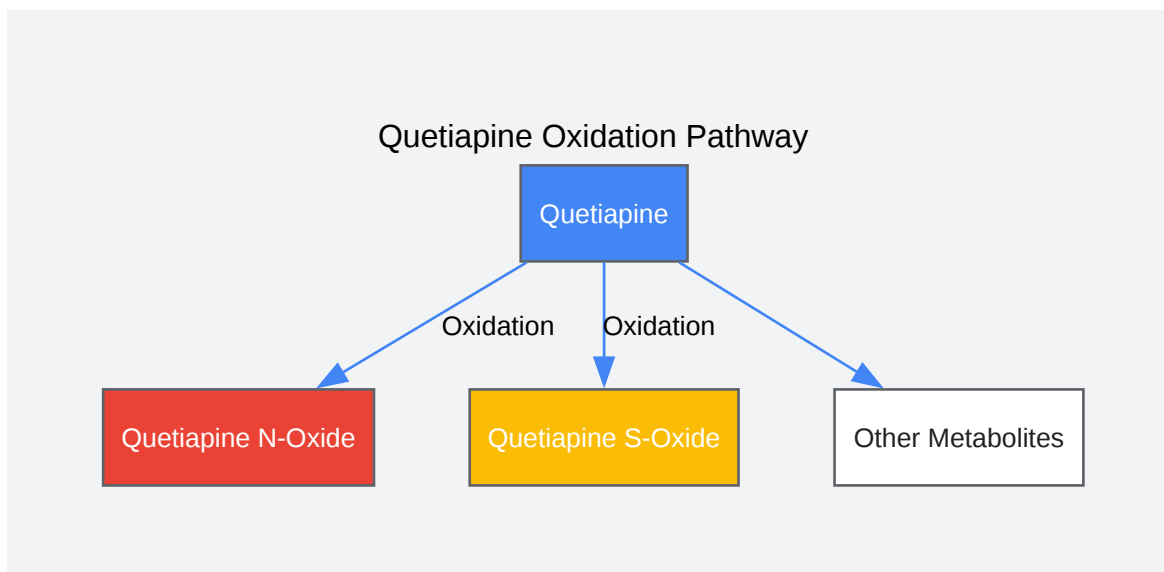 Quetiapine Oxidation Pathway
Quetiapine
Oxidation
Oxidation
Quetiapine N-Oxide
Quetiapine S-Oxide
Other Metabolites